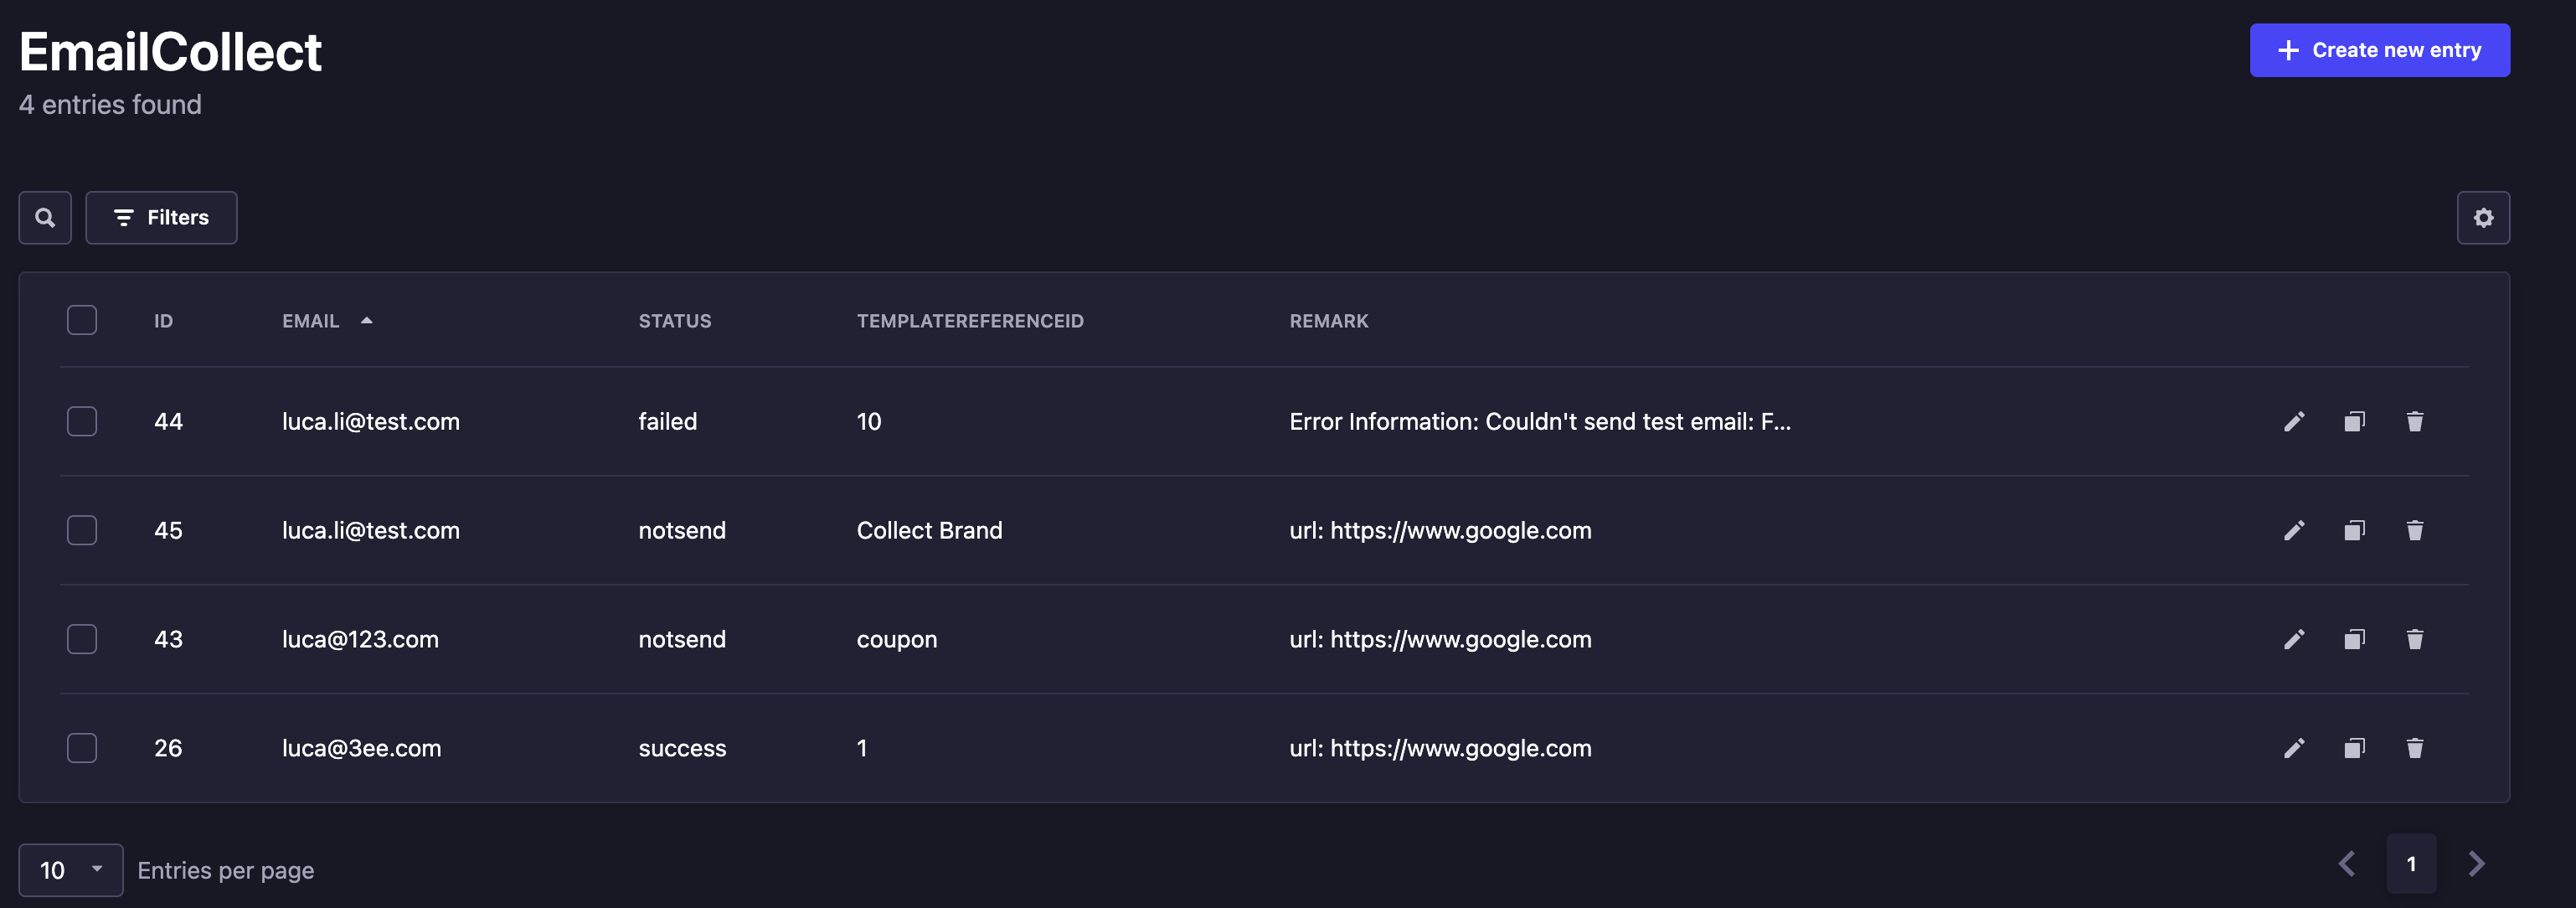 EmailCollect
4 entries found
Create new entry
Filters
ID EMAIL STATUS TEMPLATEREFERENCEID REMARK
44 luca.li@test.com failed 10 Error Information: Couldn't send test email: F...
45 luca.li@test.com notsend Collect Brand url: https://www.google.com
43 luca@123.com notsend coupon url: https://www.google.com
26 luca@3ee.com success 1 url: https://www.google.com
10 Entries per page
1